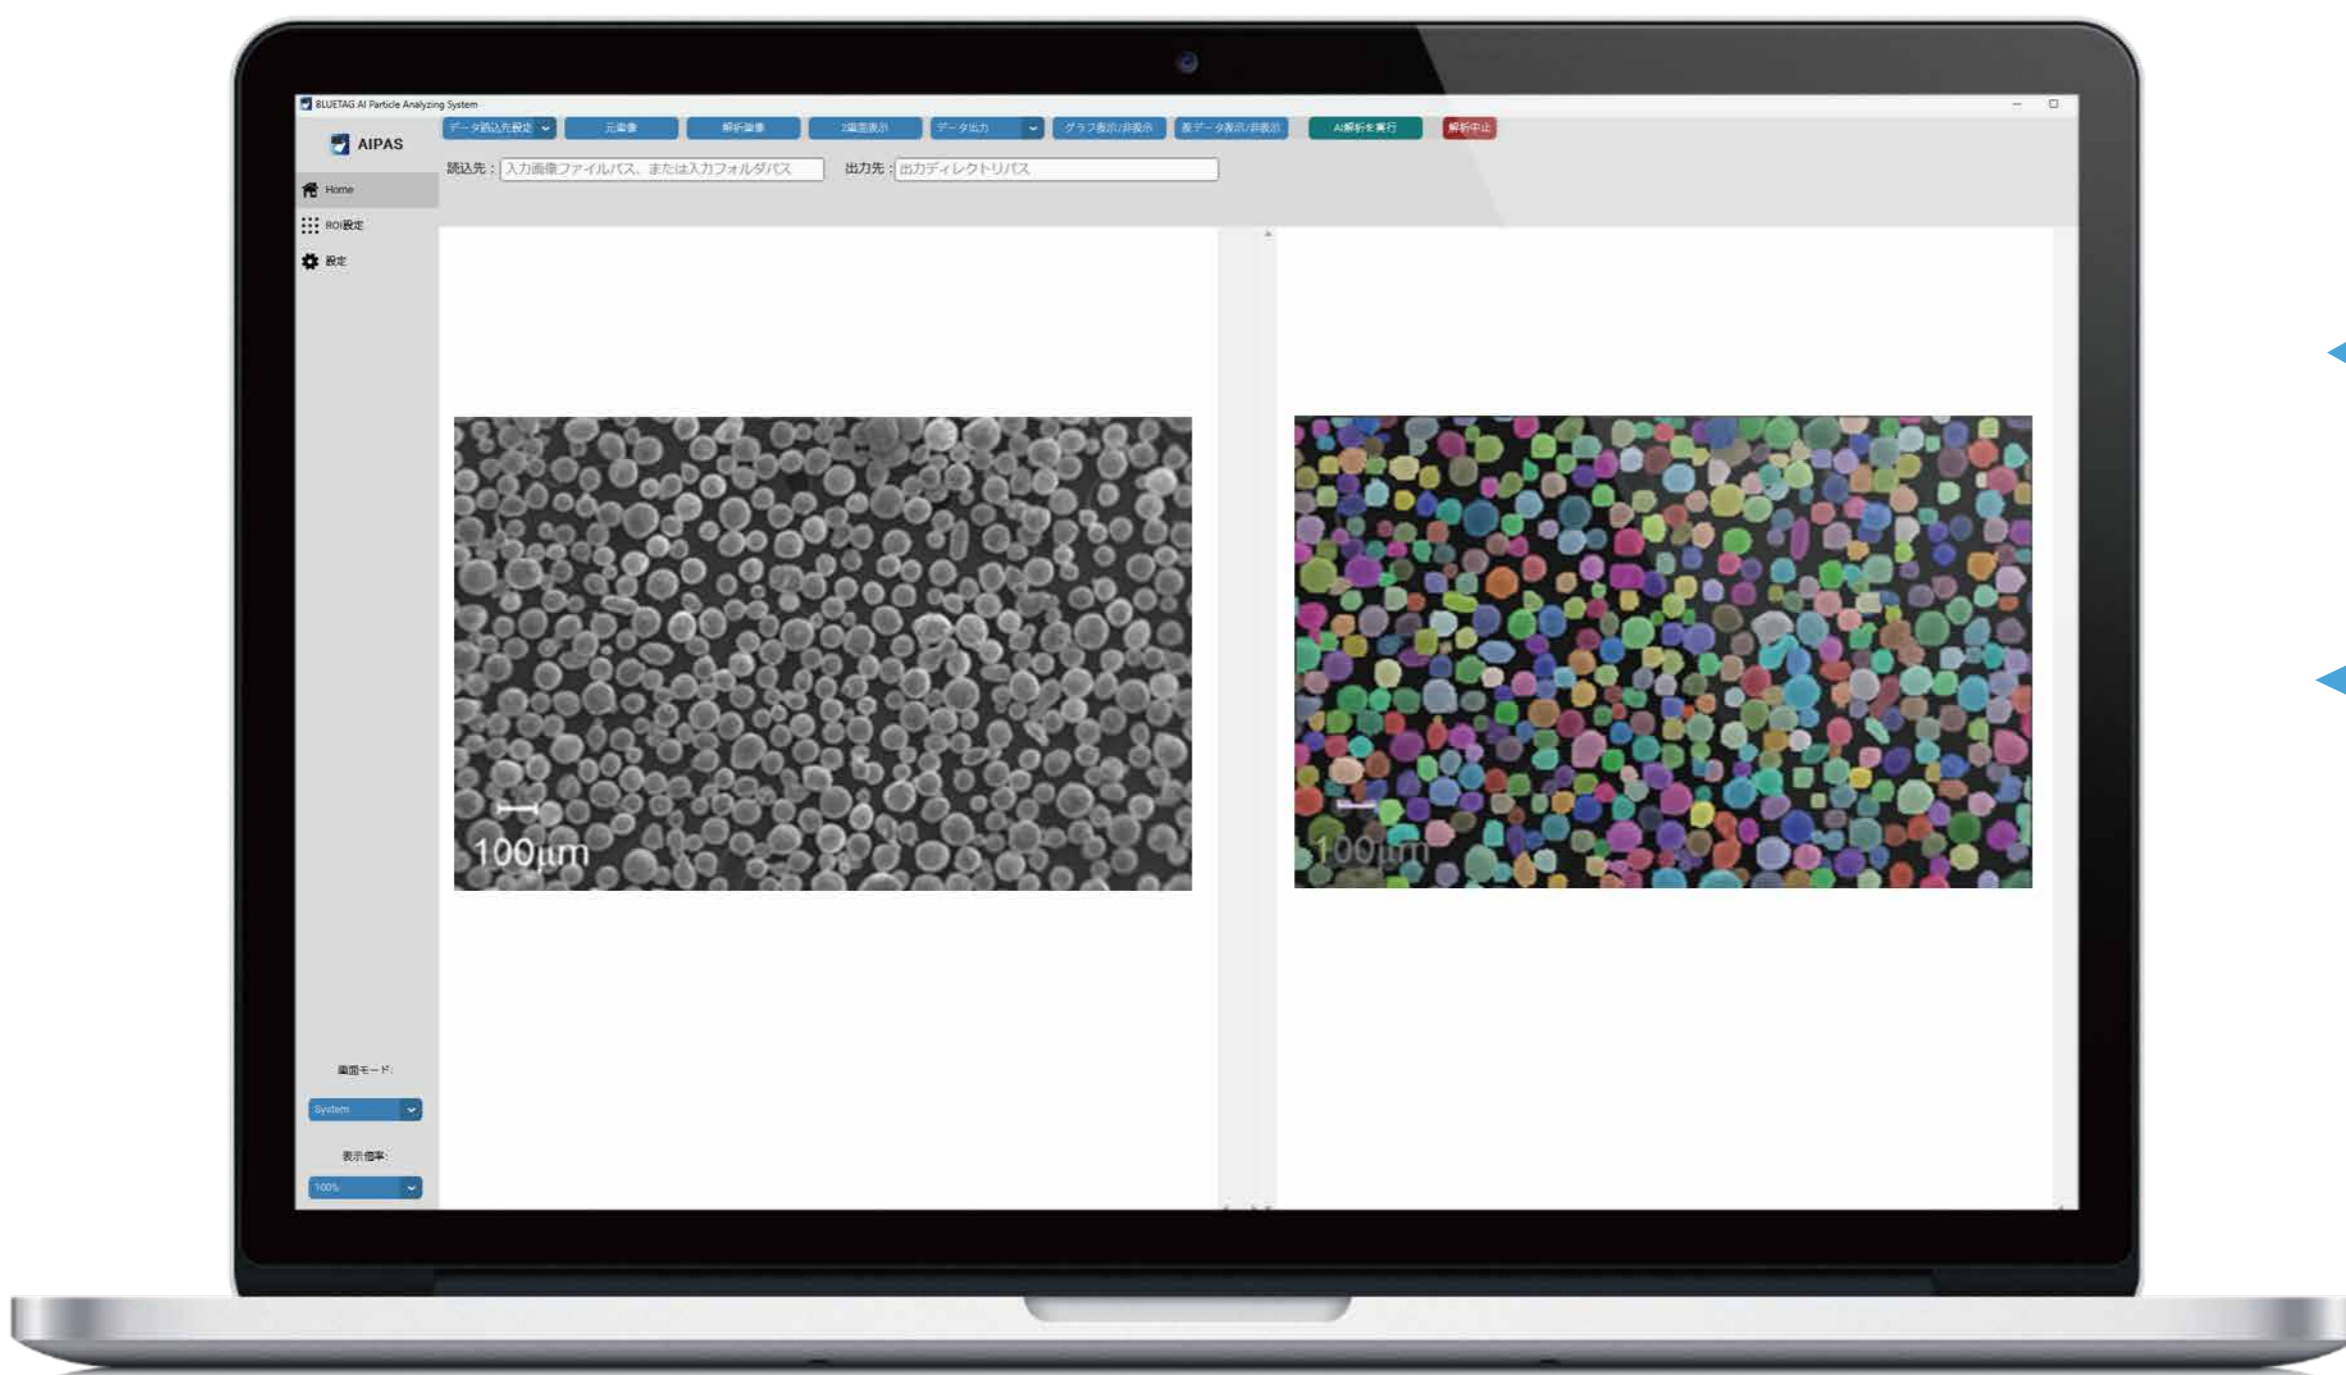 BLUETAG AI Particle Analyzing System
AIPAS
データ読込先設定
元画像
解析画像
2画面表示
データ出力
グラフ表示/非表示
表データ表示/非表示
AI解析を実行
解析中止
読込先：
入力画像ファイルパス、または入力フォルダパス
出力先：
出力ディレクトリパス
Home
ROI設定
設定
100μm
100μm
画面モード:
System
表示倍率:
100%